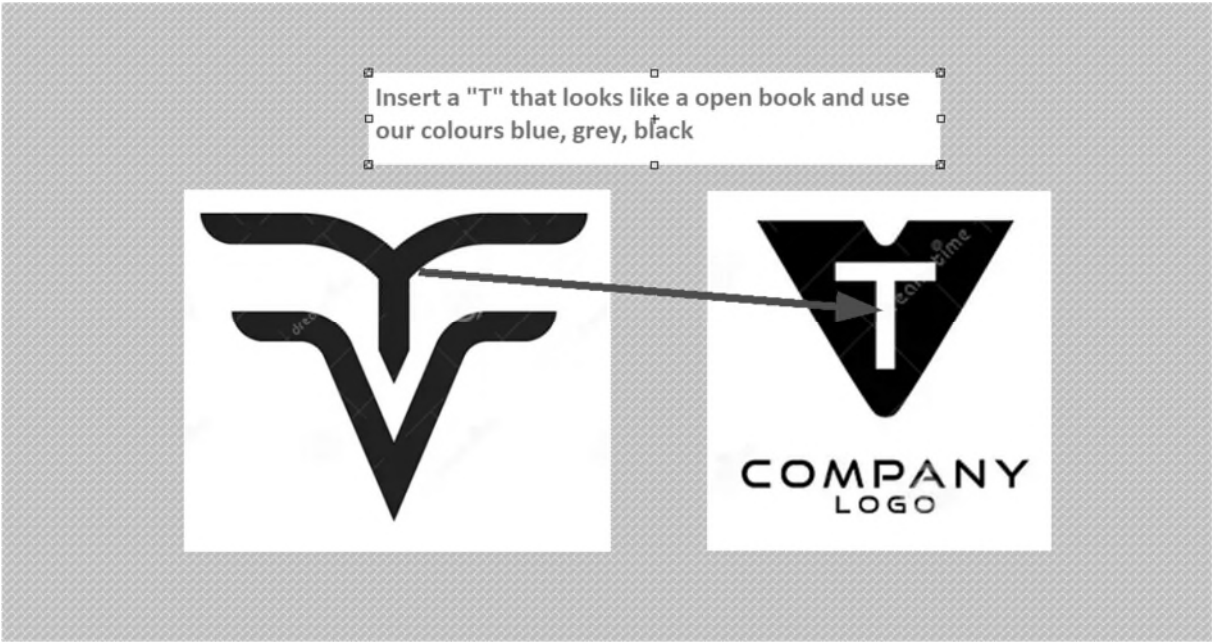 Insert a "T" that looks like a open book and use
our colours blue, grey, black
T
COMPANY
LOGO